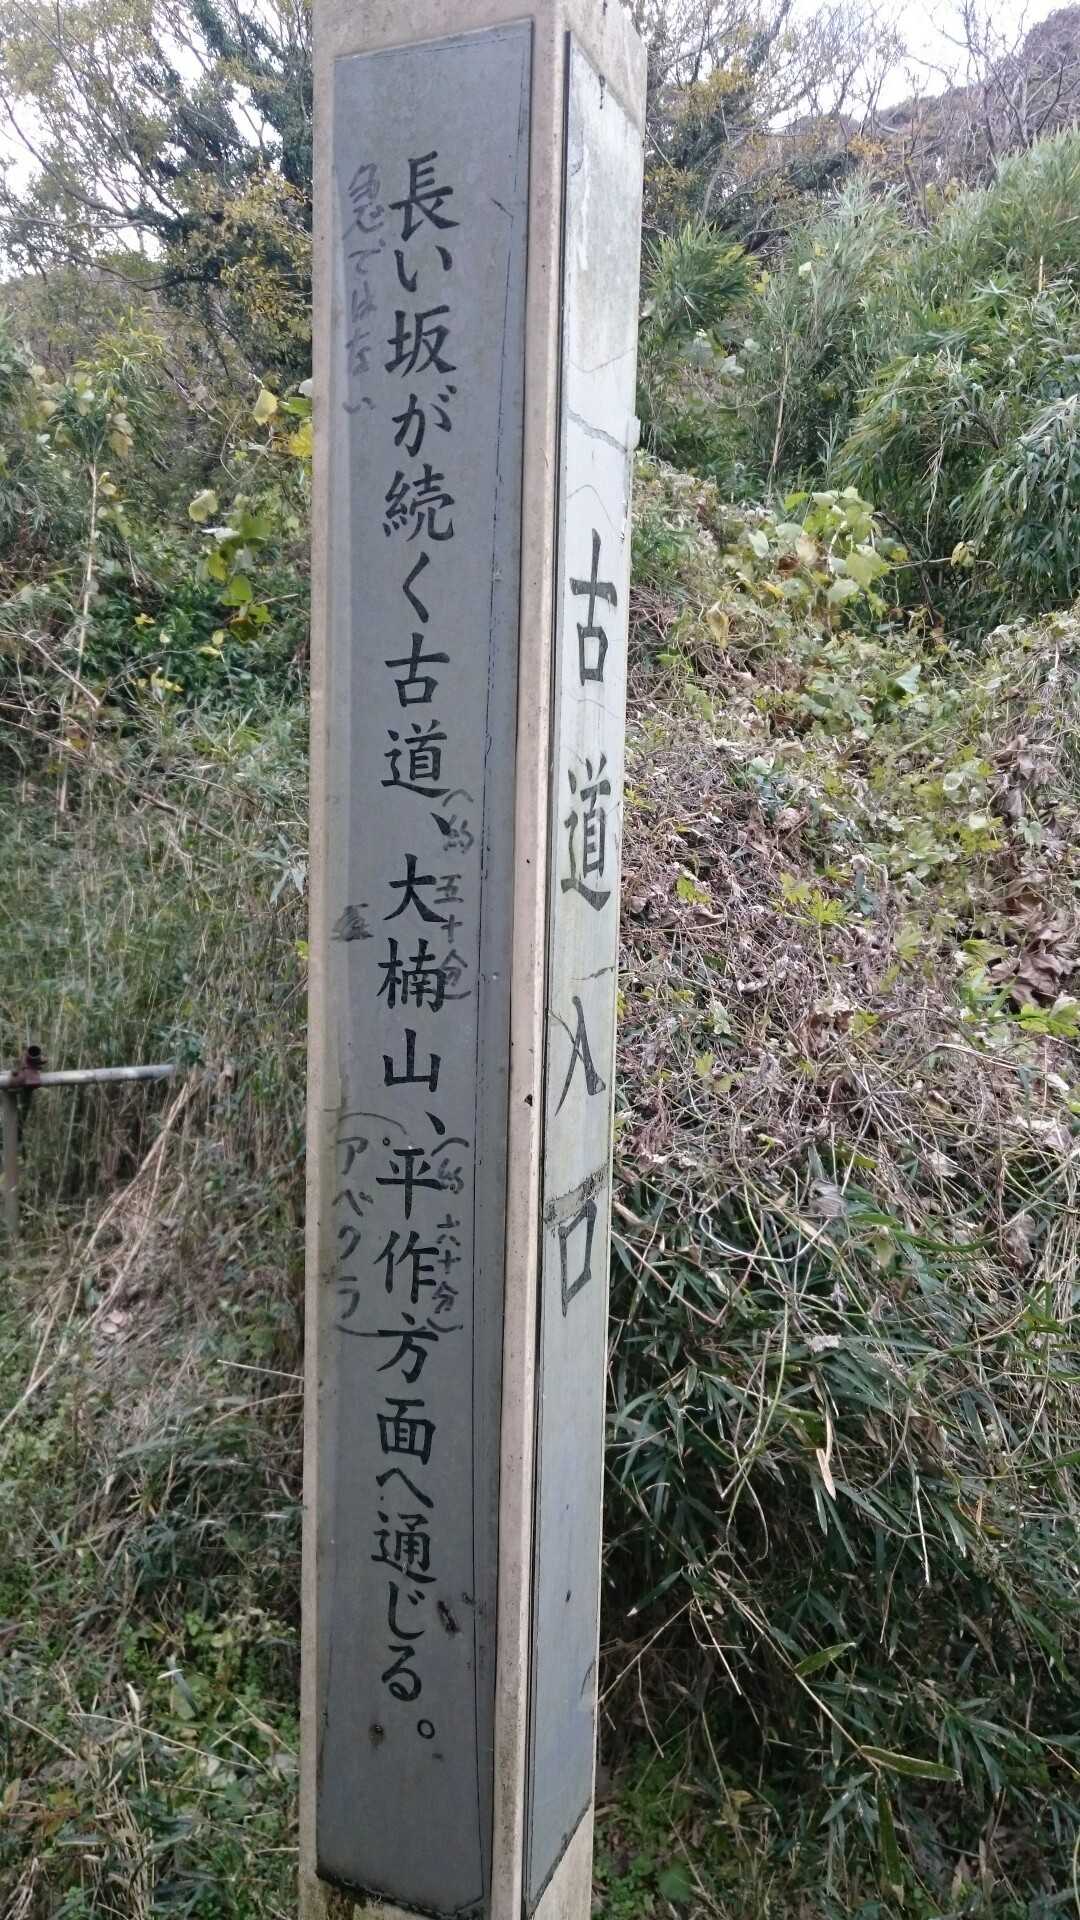 古道入口
長い坂が続く古道、大楠山、平作方面へ通じる。
急ではない
(約五十分)
(約六十分)
(アベクラ)